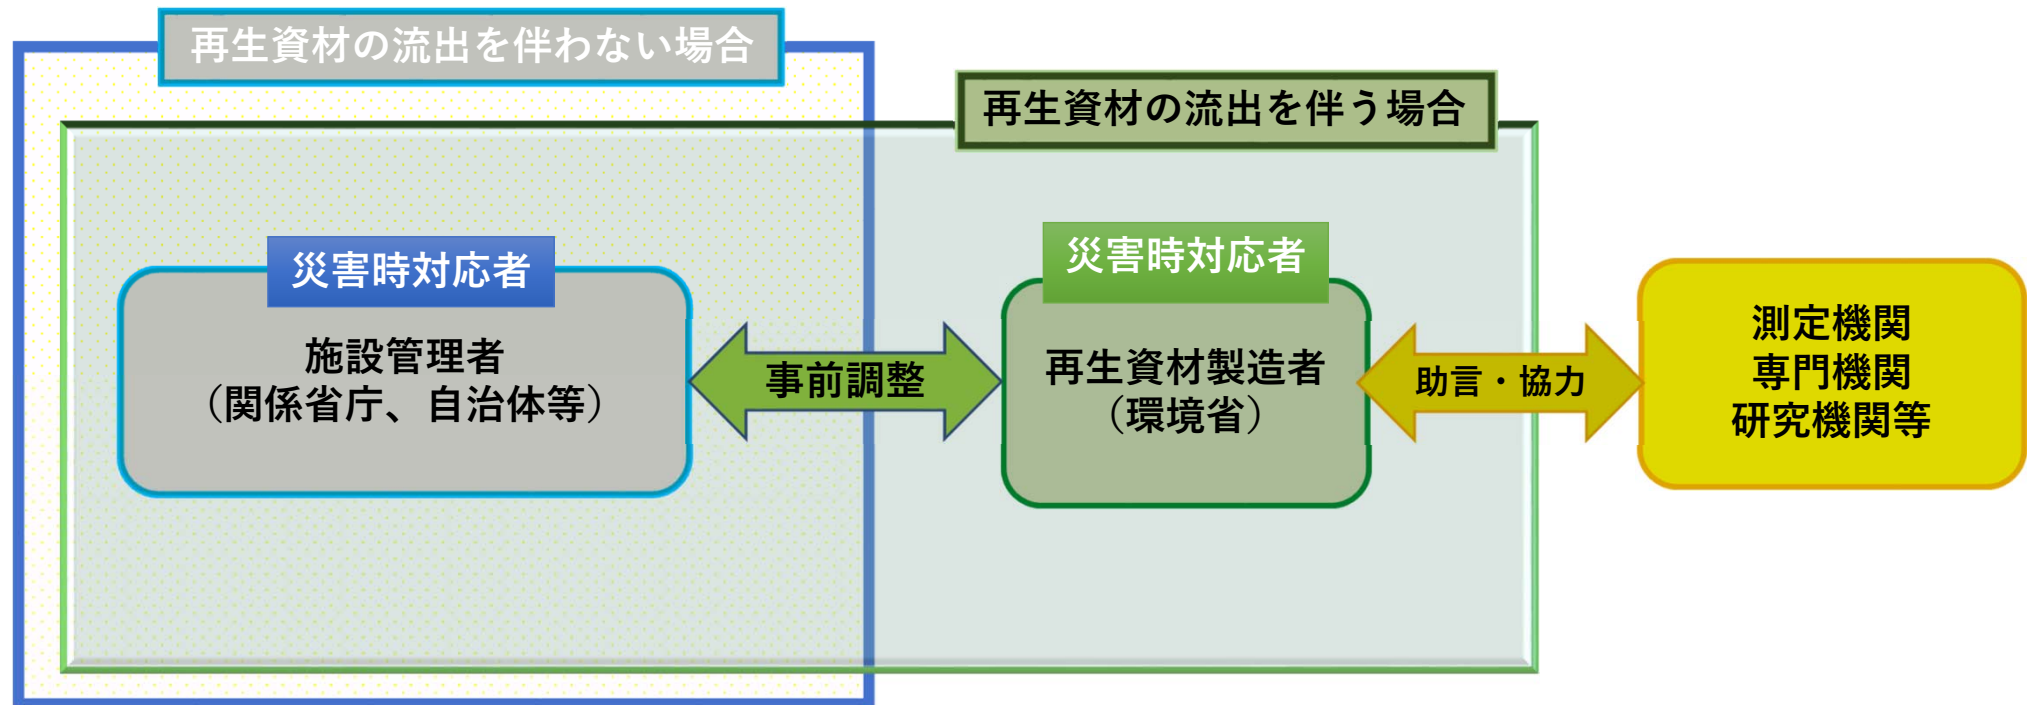 再生資材の流出を伴わない場合
再生資材の流出を伴う場合
災害時対応者
施設管理者
（関係省庁、自治体等）
事前調整
災害時対応者
再生資材製造者
（環境省）
助言・協力
測定機関
専門機関
研究機関等